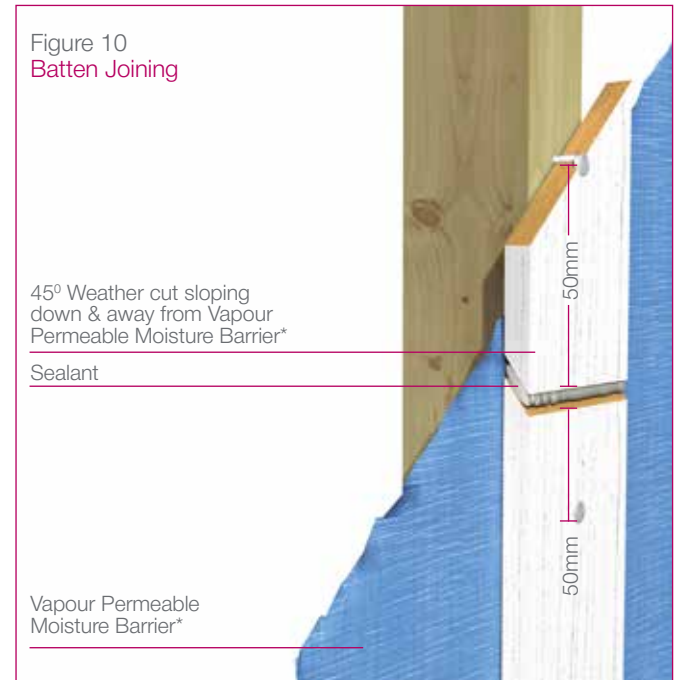 Figure 10
Batten Joining
50mm
45⁰ Weather cut sloping
down & away from Vapour
Permeable Moisture Barrier*
Sealant
50mm
Vapour Permeable
Moisture Barrier*